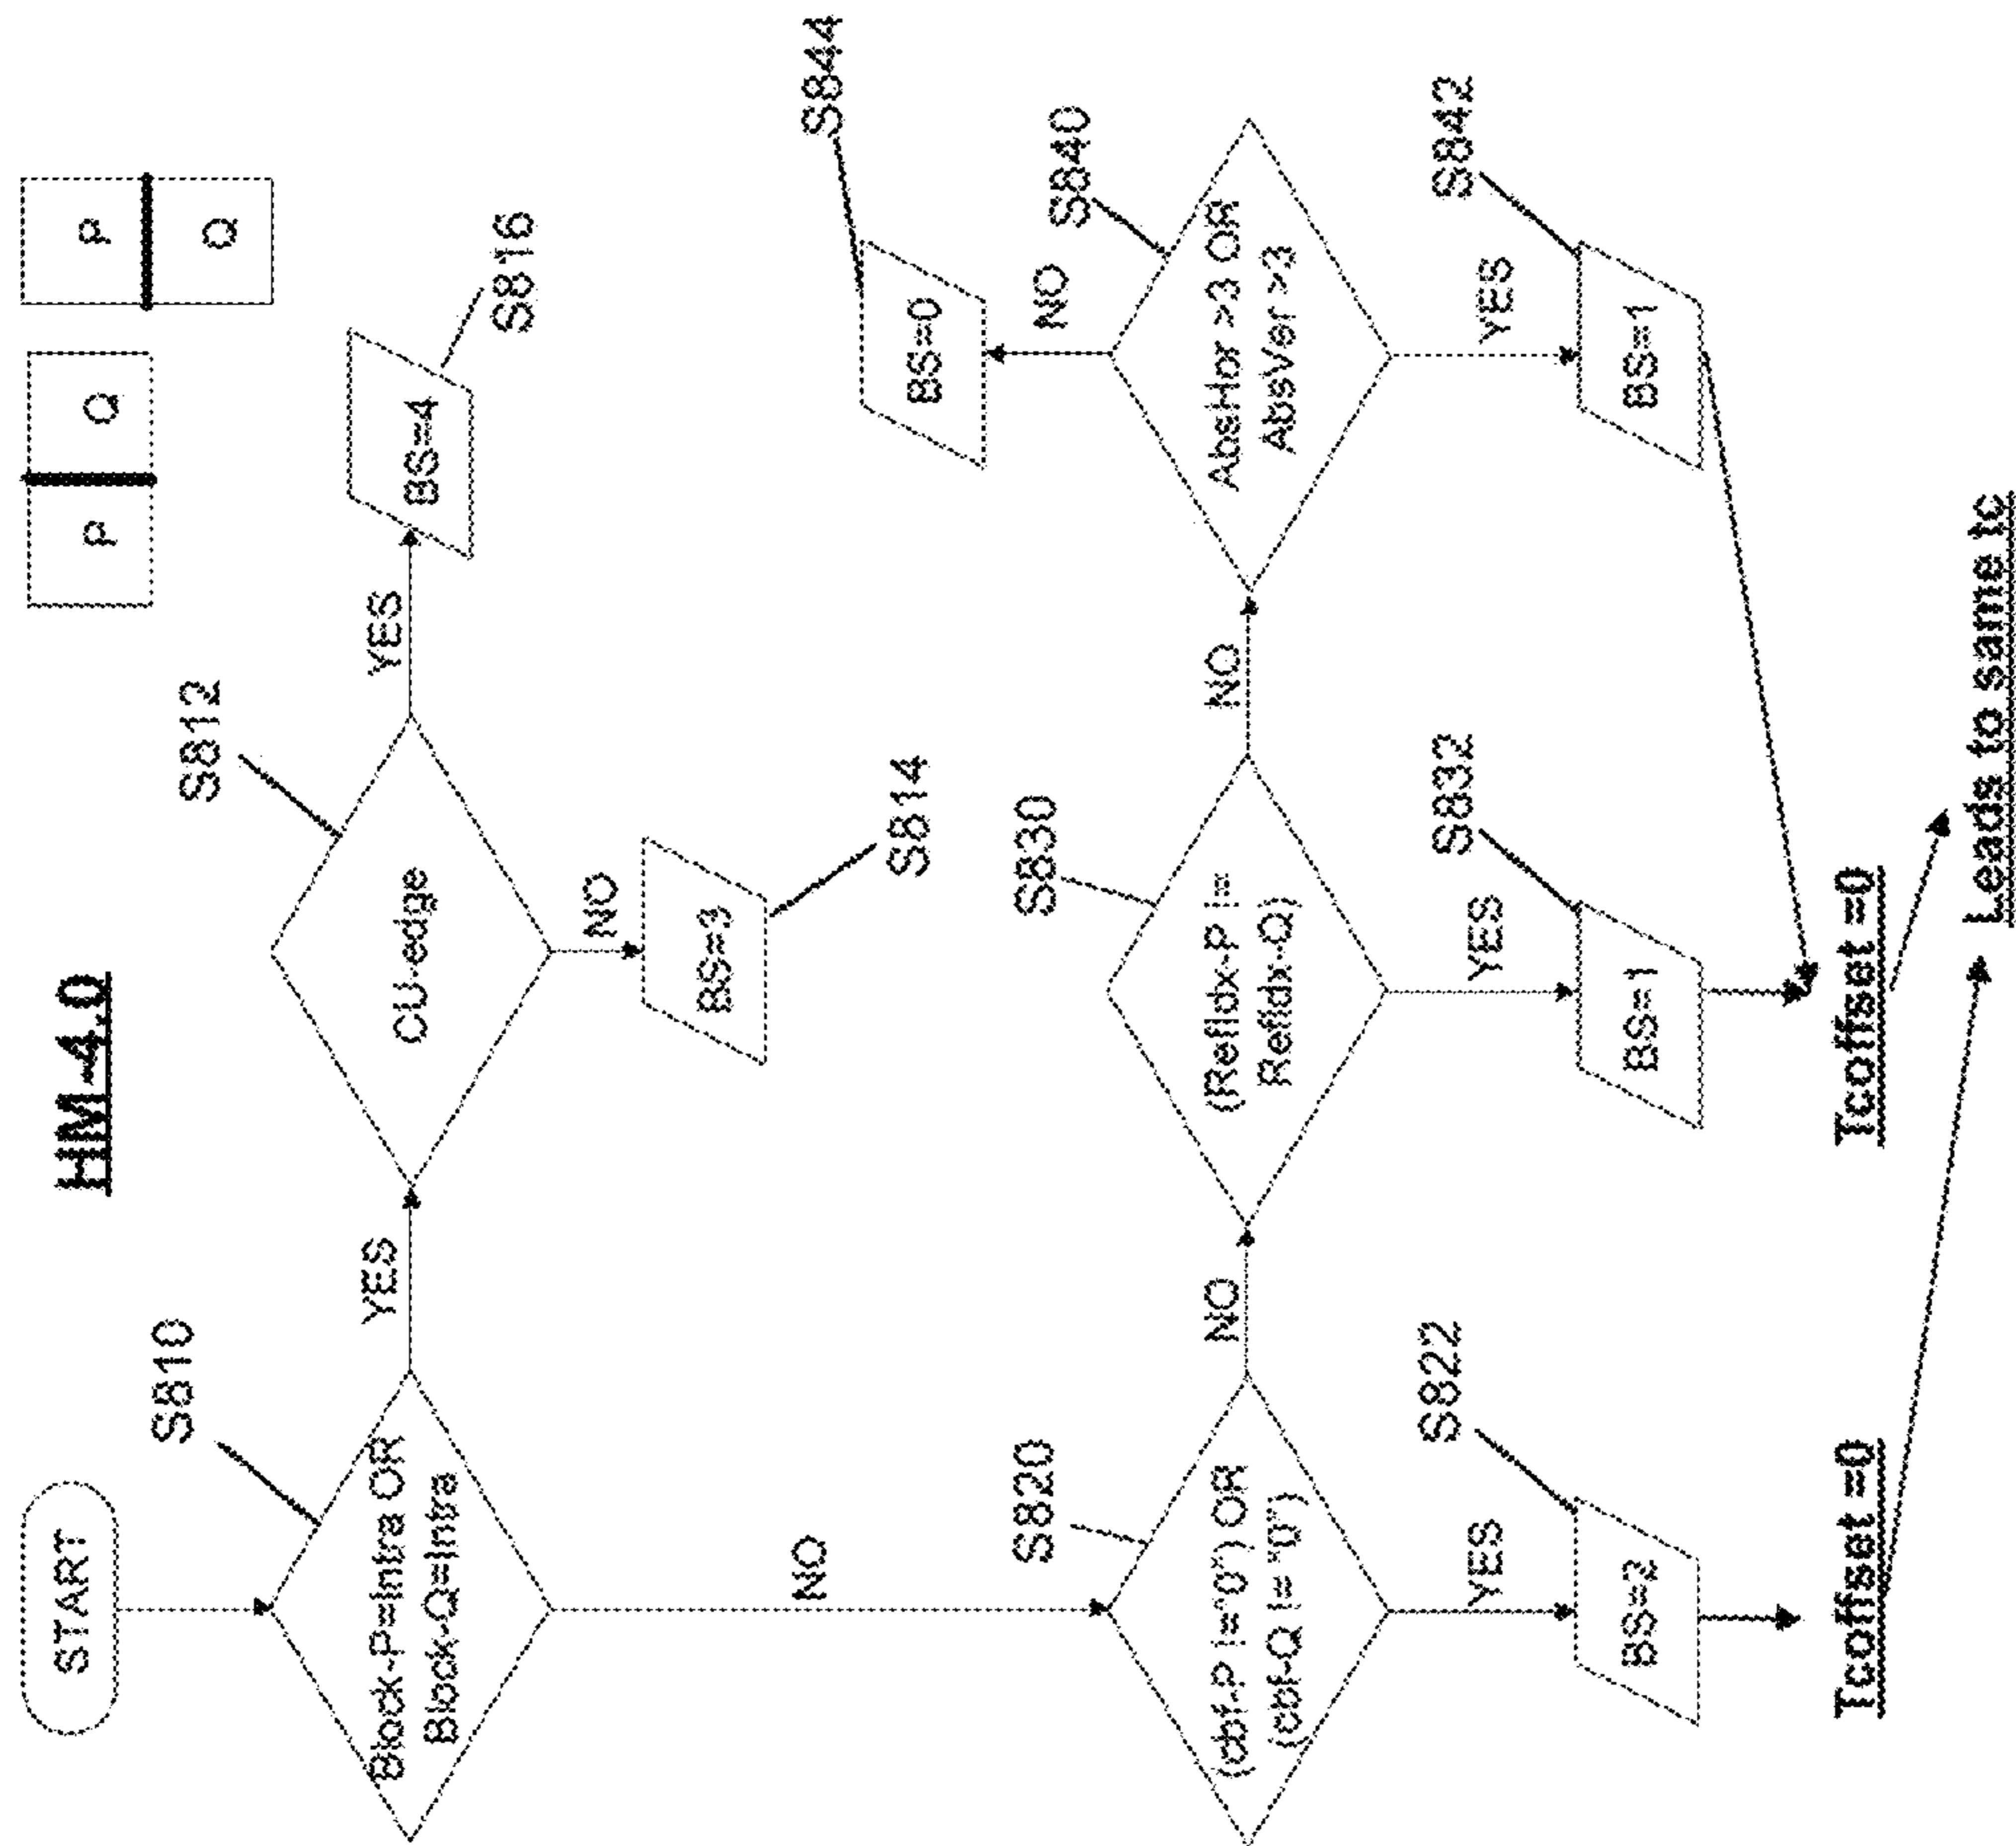 HM4.0
P
Q
P
Q
START
S810
Block-P=Intra OR
Block-Q=Intra
YES
S812
CU-edge
YES
BS=4
S816
NO
BS=3
S814
NO
S820
(cbf-P !="0") OR
(cbf-Q != "0")
NO
S830
(RefIdx-P !=
RefIdx-Q)
NO
AbsHor >3 OR
AbsVer >3
S840
NO
BS=0
S844
YES
BS=2
S822
YES
BS=1
S832
YES
BS=1
S842
Tcoffset =0
Tcoffset =0
Leads to same tc